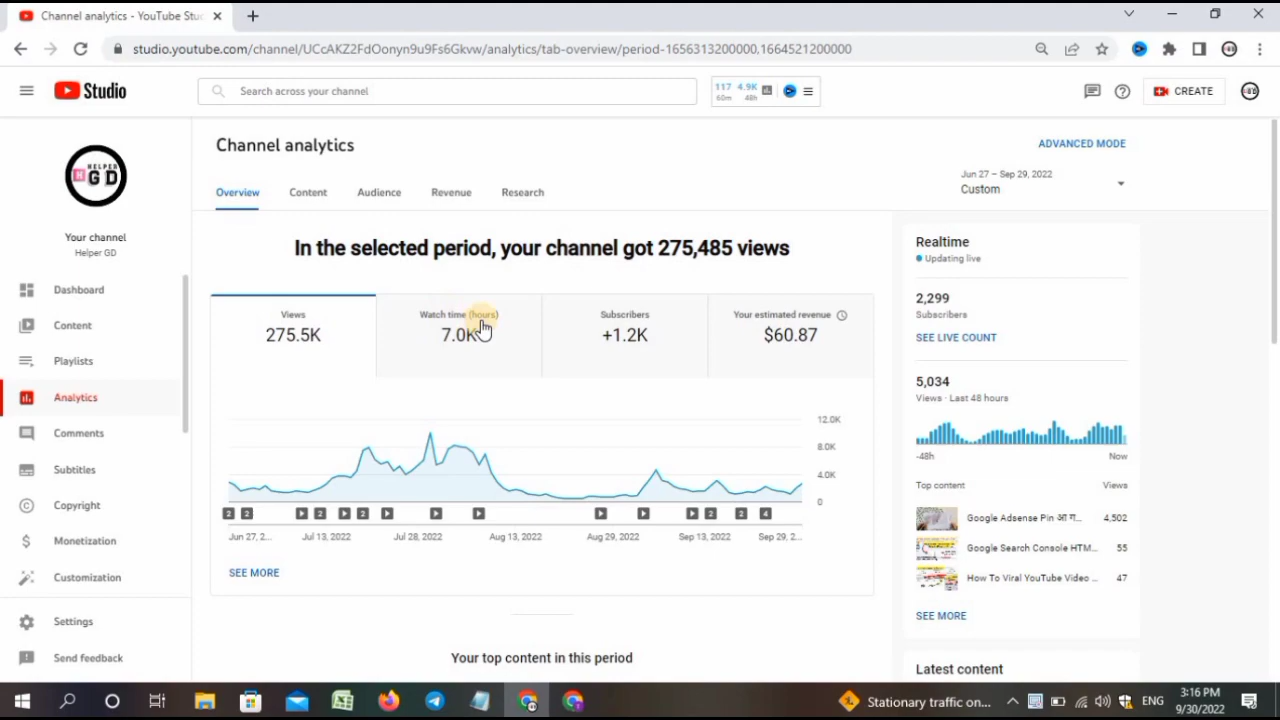 Channel analytics - YouTube Stu
studio.youtube.com/channel/UCcAKZ2FdOonyn9u9Fs6Gkvw/analytics/tab-overview/period-1656313200000,1664521200000
Studio
Search across your channel
117 4.9K
60m 48h
CREATE
HELPER
H G D
Your channel
Helper GD
Dashboard
Content
Playlists
Analytics
Comments
Subtitles
Copyright
Monetization
Customization
Settings
Send feedback
Channel analytics
ADVANCED MODE
Jun 27 – Sep 29, 2022
Custom
Overview Content Audience Revenue Research
In the selected period, your channel got 275,485 views
Views
275.5K
Watch time (hours)
7.0K
Subscribers
+1.2K
Your estimated revenue
$60.87
12.0K
8.0K
4.0K
0
2 2 2 2 2 2 4
Jun 27, 2... Jul 13, 2022 Jul 28, 2022 Aug 13, 2022 Aug 29, 2022 Sep 13, 2022 Sep 29, 2...
SEE MORE
Your top content in this period
Realtime
Updating live
2,299
Subscribers
SEE LIVE COUNT
5,034
Views · Last 48 hours
-48h Now
Top content Views
Google Adsense Pin आ ग... 4,502
Google Search Console HTM... 55
How To Viral YouTube Video ... 47
SEE MORE
Latest content
Stationary traffic on...
ENG
3:16 PM
9/30/2022